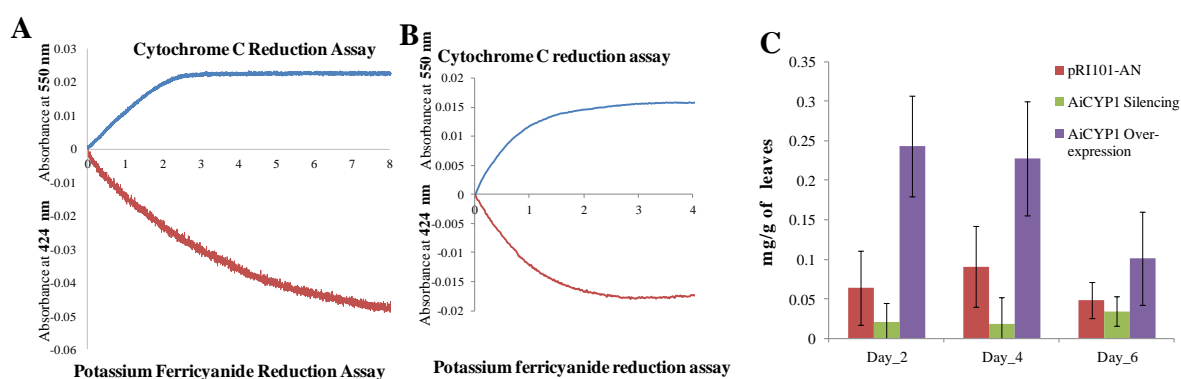 A
Cytochrome C Reduction Assay
Absorbance at 550 nm
0.03
0.02
0.01
0
-0.01
-0.02
-0.03
-0.04
-0.05
-0.06
0 1 2 3 4 5 6 7 8
Absorbance at 424 nm
Potassium Ferricyanide Reduction Assay
B
Cytochrome C reduction assay
Absorbance at 550 nm
0.02
0.015
0.01
0.005
0
-0.005
-0.01
-0.015
-0.02
0 1 2 3 4
Absorbance at 424 nm
Potassium ferricyanide reduction assay
C
mg/g of leaves
0.35
0.3
0.25
0.2
0.15
0.1
0.05
0
Day_2 Day_4 Day_6
pRI101-AN
AiCYP1 Silencing
AiCYP1 Over-
expression